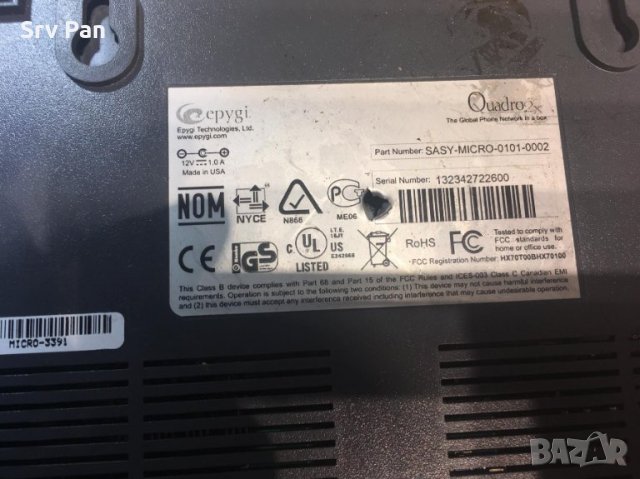 Srv Pan
epygi
Epygi Technologies, Ltd.
www.epygi.com
12V 1.0 A
Made in USA
Quadro2x
The Global Phone Network in a box
Part Number: SASY-MICRO-0101-0002
Serial Number: 132342722600
NOM
NYCE
N866
PG
ME06
CE
GS
c UL US
LISTED
I.T.E.
RoHS
FC
Tested to comply with
FCC standards for
home or office use.
FCC Registration Number:
This Class B device complies with Part 68 and Part 15 of the FCC Rules and ICES-003 Class C Canadian EMI
requirements. Operation is subject to the following two conditions: (1) This device may not cause harmful interference,
and (2) this device must accept any interference received including interference that may cause undesirable operation.
MICRO-3391
BAZAR